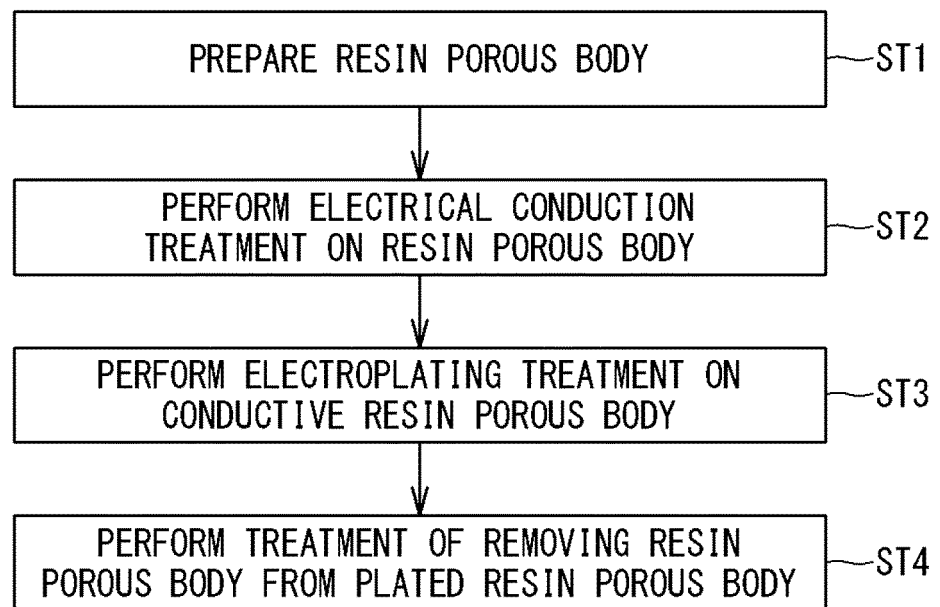 PREPARE RESIN POROUS BODY
ST1
PERFORM ELECTRICAL CONDUCTION
TREATMENT ON RESIN POROUS BODY
ST2
PERFORM ELECTROPLATING TREATMENT ON
CONDUCTIVE RESIN POROUS BODY
ST3
PERFORM TREATMENT OF REMOVING RESIN
POROUS BODY FROM PLATED RESIN POROUS BODY
ST4